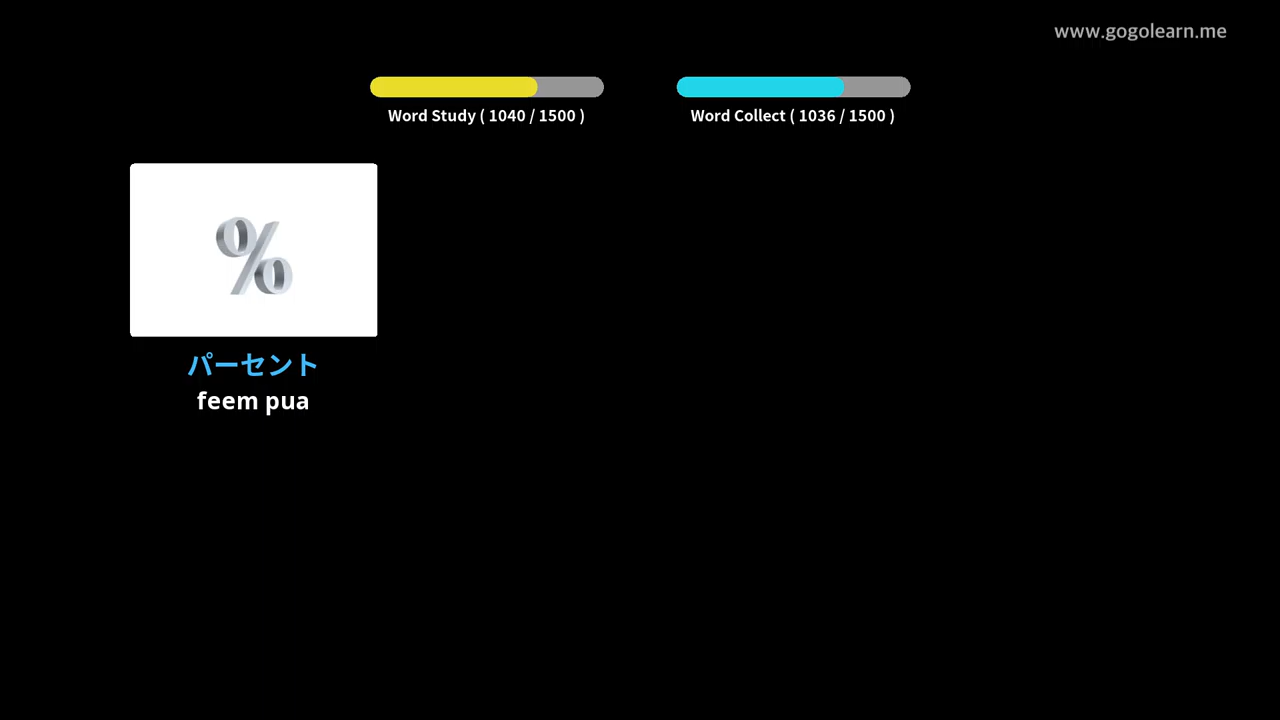 www.gogolearn.me
Word Study ( 1040 / 1500 )
Word Collect ( 1036 / 1500 )
%
パーセント
feem pua